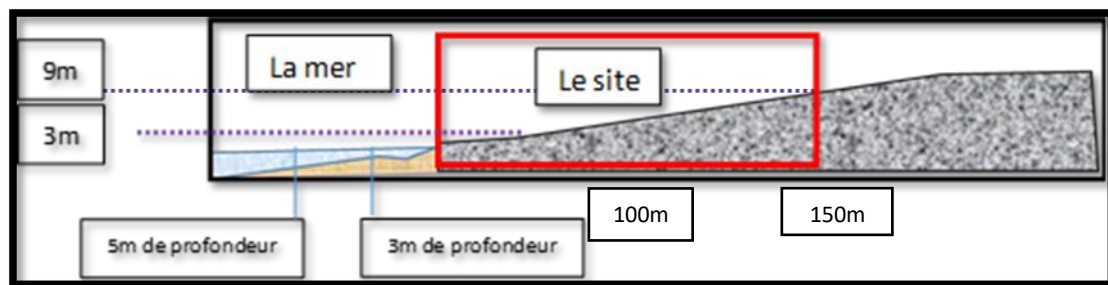 9m
La mer
Le site
3m
100m
150m
5m de profondeur
3m de profondeur